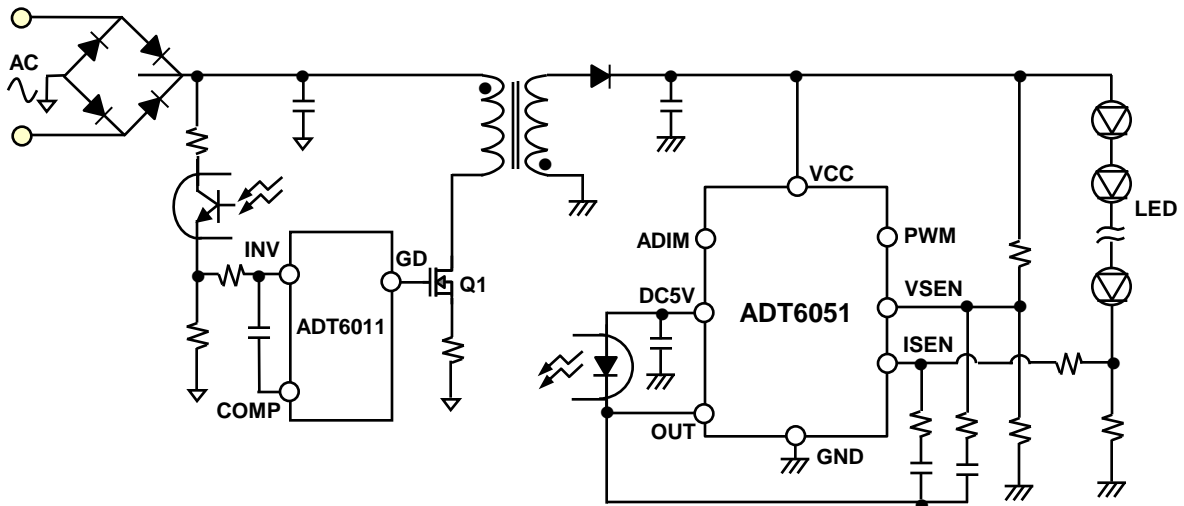 AC
VCC
LED
ADIM
PWM
INV
GD
Q1
DC5V
VSEN
ADT6011
ADT6051
ISEN
COMP
OUT
GND